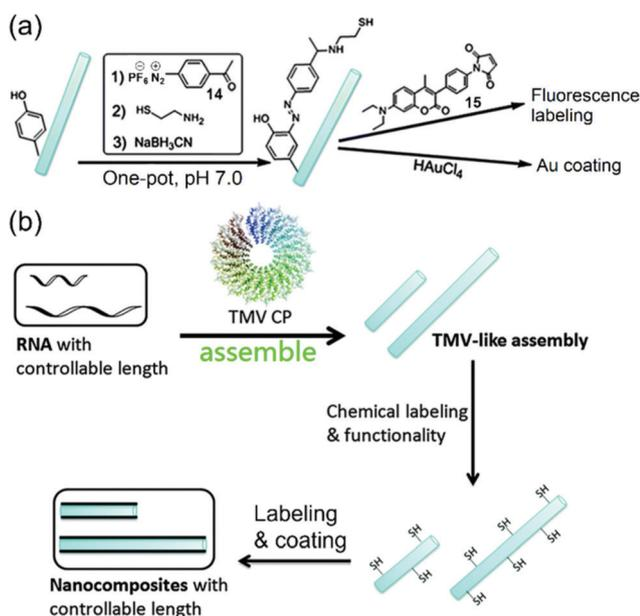 (a)
HO
1) PF6 ⊖ N2 ⊕ O
14
2) HS NH2
3) NaBH3CN
One-pot, pH 7.0
SH
NH
HO
N
N
N
O
O
15
N
O
O
Fluorescence
labeling
HAuCl4
Au coating
(b)
RNA with
controllable length
TMV CP
assemble
TMV-like assembly
Chemical labeling
& functionality
SH
SH
SH
SH
SH
SH
SH
SH
SH
Labeling
& coating
Nanocomposites with
controllable length